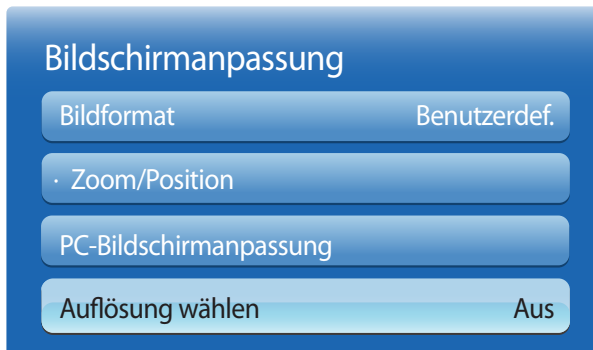 Bildschirmanpassung
Bildformat Benutzerdef.
· Zoom/Position
PC-Bildschirmanpassung
Auflösung wählen Aus